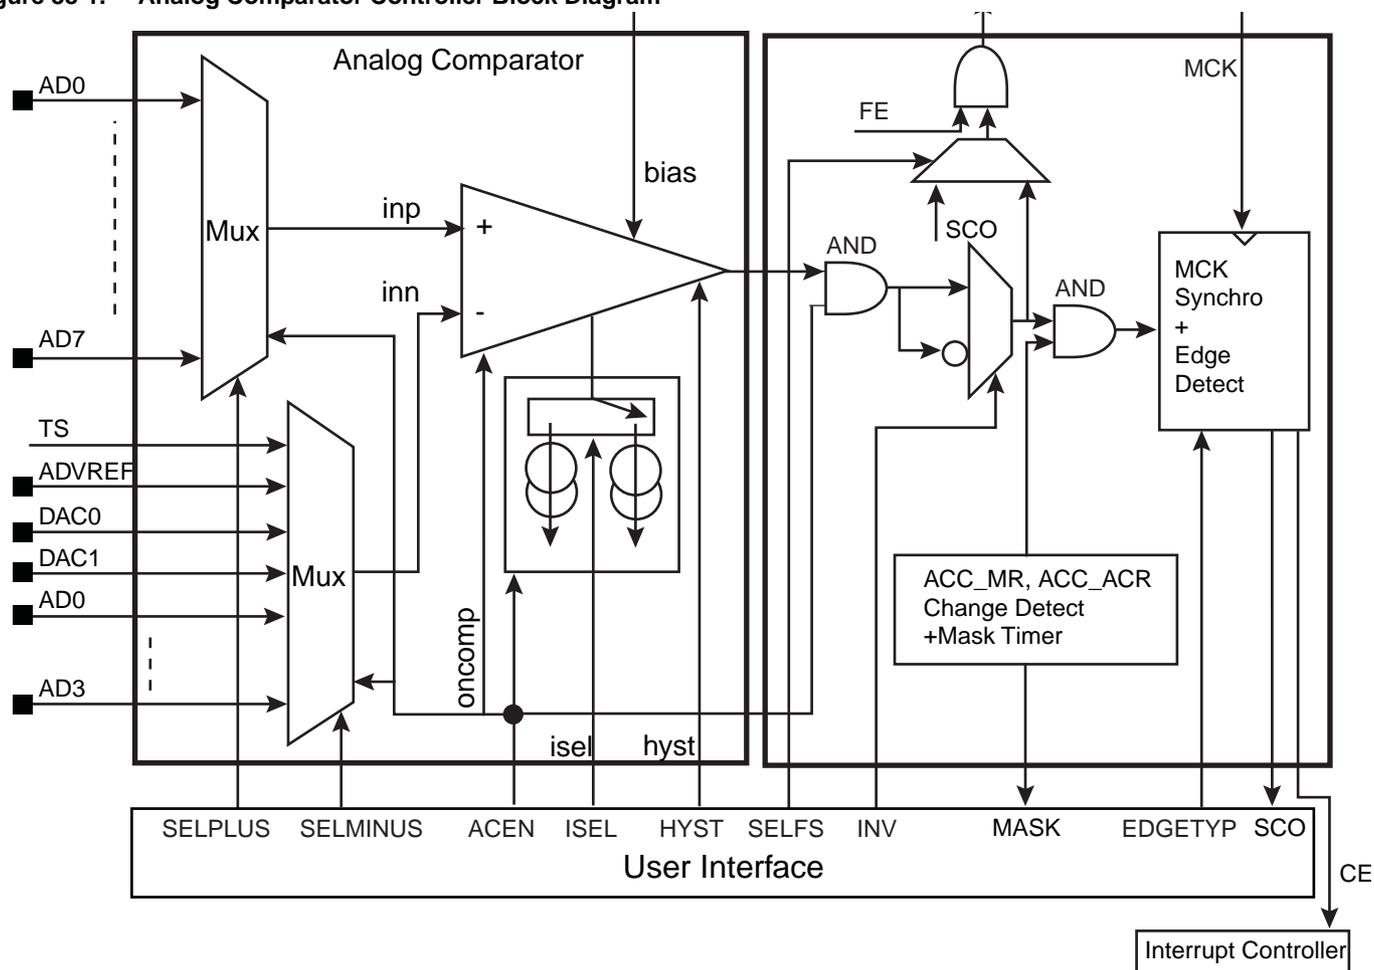 Analog Comparator
MCK
AD0
FE
bias
inp
+
Mux
SCO
AND
inn
-
AND
MCK
Synchro
+
Edge
Detect
AD7
TS
ADVREF
DAC0
DAC1
Mux
AD0
ACC_MR, ACC_ACR
Change Detect
+Mask Timer
oncomp
AD3
isel
hyst
SELPLUS
SELMINUS
ACEN
ISEL
HYST
SELFS
INV
MASK
EDGETYP
SCO
User Interface
CE
Interrupt Controller